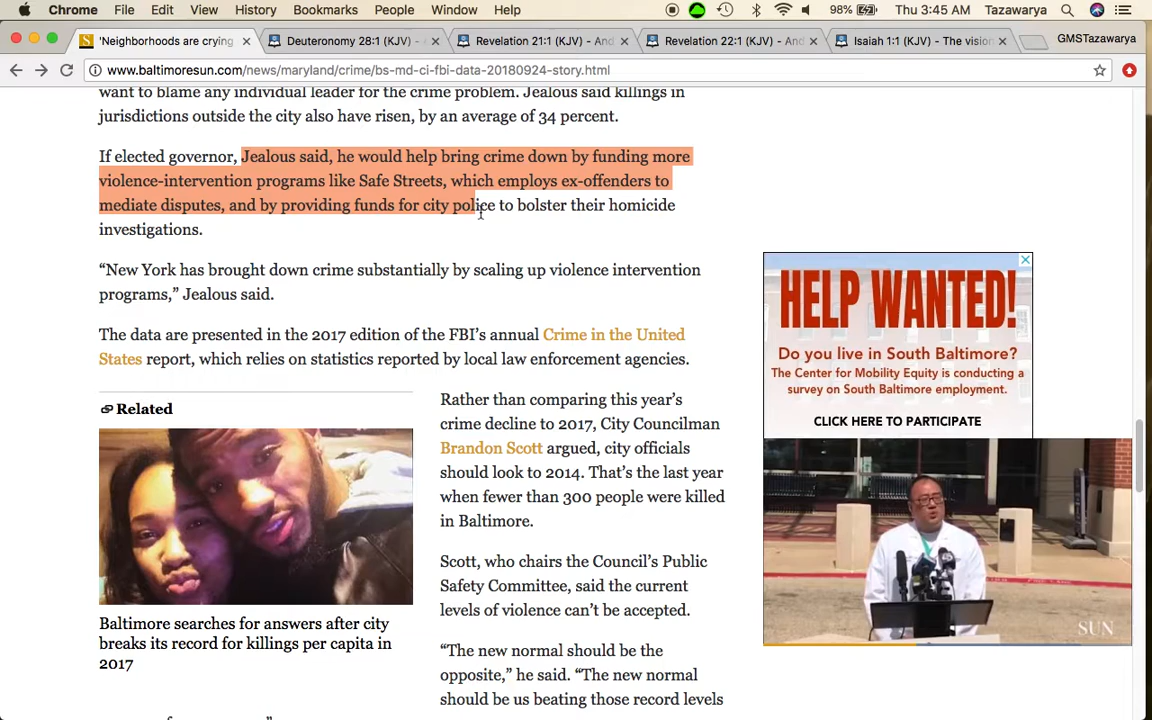 Chrome File Edit View History Bookmarks People Window Help 98% Thu 3:45 AM Tazawarya
'Neighborhoods are crying
Deuteronomy 28:1 (KJV) -
Revelation 21:1 (KJV) - And
Revelation 22:1 (KJV) - And
Isaiah 1:1 (KJV) - The vision
GMSTazawarya
www.baltimoresun.com/news/maryland/crime/bs-md-ci-fbi-data-20180924-story.html
want to blame any individual leader for the crime problem. Jealous said killings in
jurisdictions outside the city also have risen, by an average of 34 percent.
If elected governor, Jealous said, he would help bring crime down by funding more
violence-intervention programs like Safe Streets, which employs ex-offenders to
mediate disputes, and by providing funds for city police to bolster their homicide
investigations.
“New York has brought down crime substantially by scaling up violence intervention
programs,” Jealous said.
The data are presented in the 2017 edition of the FBI’s annual Crime in the United
States report, which relies on statistics reported by local law enforcement agencies.
Related
Baltimore searches for answers after city
breaks its record for killings per capita in
2017
Rather than comparing this year’s
crime decline to 2017, City Councilman
Brandon Scott argued, city officials
should look to 2014. That’s the last year
when fewer than 300 people were killed
in Baltimore.
Scott, who chairs the Council’s Public
Safety Committee, said the current
levels of violence can’t be accepted.
“The new normal should be the
opposite,” he said. “The new normal
should be us beating those record levels
HELP WANTED!
Do you live in South Baltimore?
The Center for Mobility Equity is conducting a
survey on South Baltimore employment.
CLICK HERE TO PARTICIPATE
SUN